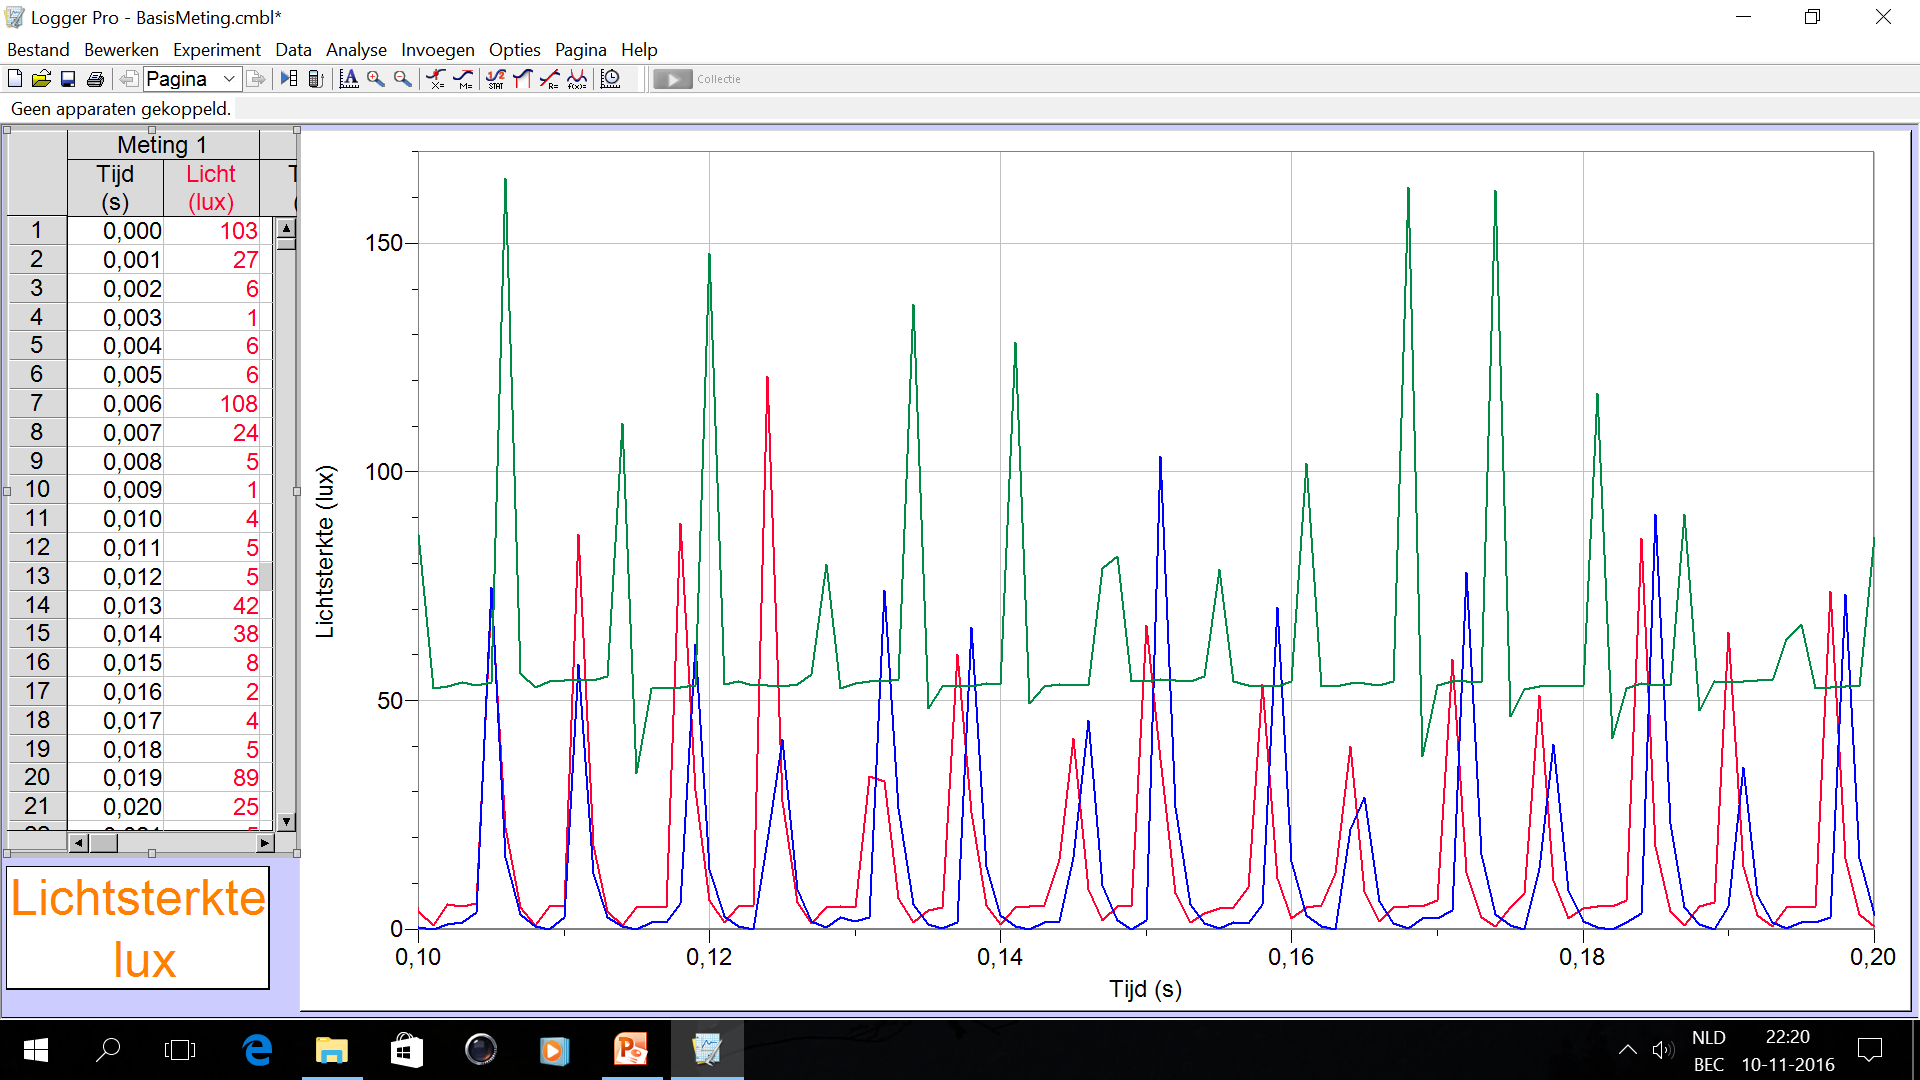 Logger Pro - BasisMeting.cmbl*
Bestand Bewerken Experiment Data Analyse Invoegen Opties Pagina Help
Pagina
Collectie
Geen apparaten gekoppeld.
Meting 1
Tijd Licht
(s) (lux)
1 0,000 103
2 0,001 27
3 0,002 6
4 0,003 1
5 0,004 6
6 0,005 6
7 0,006 108
8 0,007 24
9 0,008 5
10 0,009 1
11 0,010 4
12 0,011 5
13 0,012 5
14 0,013 42
15 0,014 38
16 0,015 8
17 0,016 2
18 0,017 4
19 0,018 5
20 0,019 89
21 0,020 25
Lichtsterkte
lux
Lichtsterkte (lux)
150
100
50
0
0,10 0,12 0,14 0,16 0,18 0,20
Tijd (s)
NLD
BEC
22:20
10-11-2016